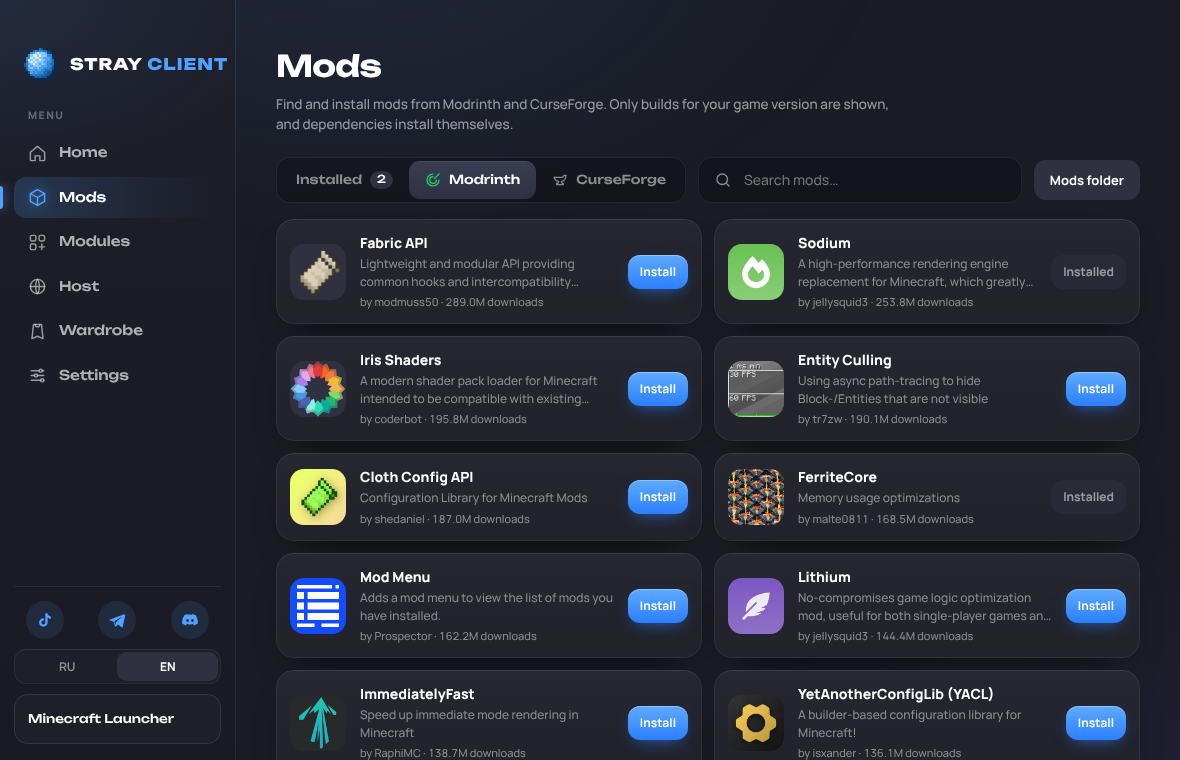 STRAY CLIENT
MENU
Home
Mods
Modules
Host
Wardrobe
Settings
RU
EN
Minecraft Launcher
Mods
Find and install mods from Modrinth and CurseForge. Only builds for your game version are shown,
and dependencies install themselves.
Installed 2
Modrinth
CurseForge
Search mods...
Mods folder
Fabric API
Lightweight and modular API providing
common hooks and intercompatibility...
by modmuss50 · 289.0M downloads
Install
Sodium
A high-performance rendering engine
replacement for Minecraft, which greatly...
by jellysquid3 · 253.8M downloads
Installed
Iris Shaders
A modern shader pack loader for Minecraft
intended to be compatible with existing...
by coderbot · 195.8M downloads
Install
30 FPS
60 FPS
Entity Culling
Using async path-tracing to hide
Block-/Entities that are not visible
by tr7zw · 190.1M downloads
Install
Cloth Config API
Configuration Library for Minecraft Mods
by shedaniel · 187.0M downloads
Install
FerriteCore
Memory usage optimizations
by malte0811 · 168.5M downloads
Installed
Mod Menu
Adds a mod menu to view the list of mods you
have installed.
by Prospector · 162.2M downloads
Install
Lithium
No-compromises game logic optimization
mod, useful for both single-player games an...
by jellysquid3 · 144.4M downloads
Install
ImmediatelyFast
Speed up immediate mode rendering in
Minecraft
by RaphiMC · 138.7M downloads
Install
YetAnotherConfigLib (YACL)
A builder-based configuration library for
Minecraft!
by isxander · 136.1M downloads
Install